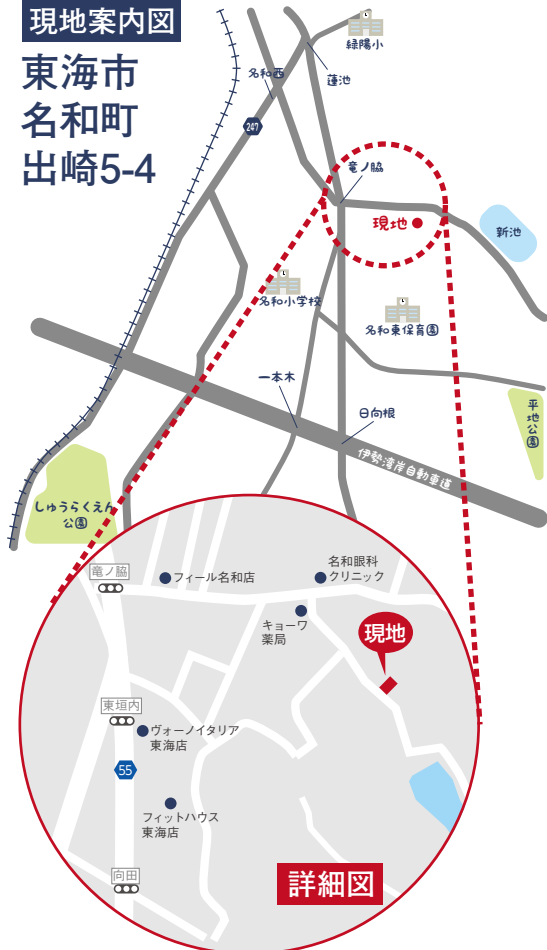 現地案内図
東海市
名和町
出崎5-4
緑陽小
名和西
蓮池
247
竜ノ脇
現地
新池
名和小学校
名和東保育園
一本木
日向根
平地公園
伊勢湾岸自動車道
しゅうらくえん
公園
竜ノ脇
フィール名和店
名和眼科
クリニック
キョーワ
薬局
現地
東垣内
ヴォーノイタリア
東海店
55
フィットハウス
東海店
向田
詳細図